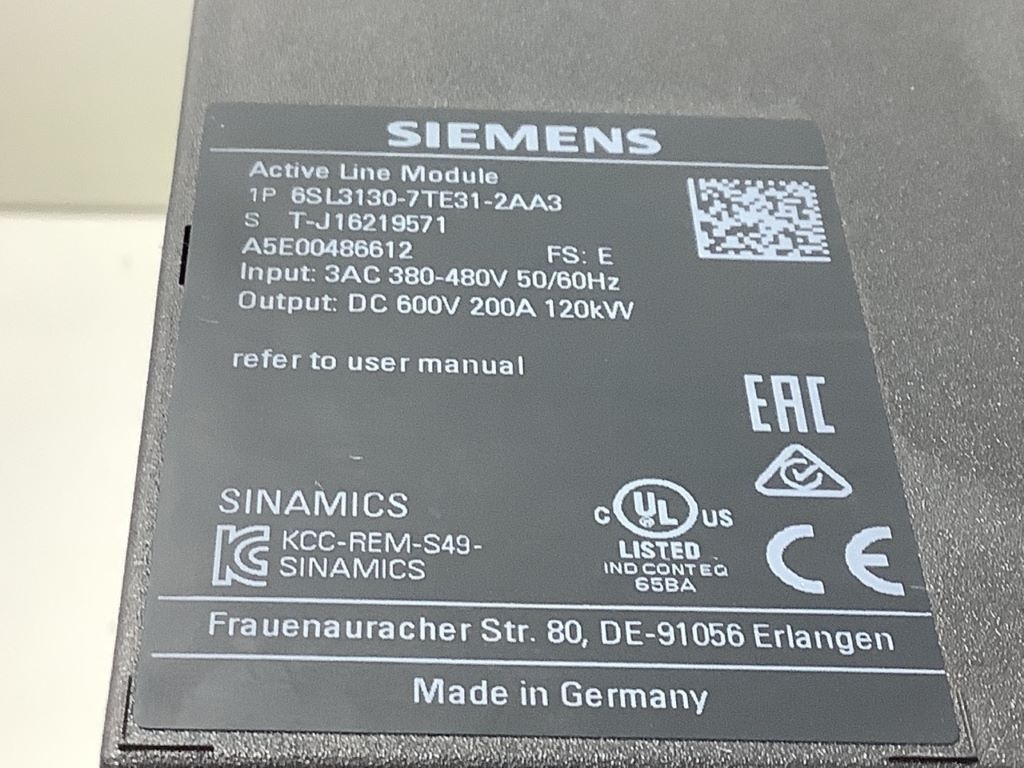 SIEMENS
Active Line Module
1P 6SL3130-7TE31-2AA3
S T-J16219571
A5E00486612 FS: E
Input: 3AC 380-480V 50/60Hz
Output: DC 600V 200A 120kW
refer to user manual
EAC
SINAMICS
KCC-REM-S49-
SINAMICS
C UL US
LISTED
IND CONT EQ
65BA
CE
Frauenauracher Str. 80, DE-91056 Erlangen
Made in Germany